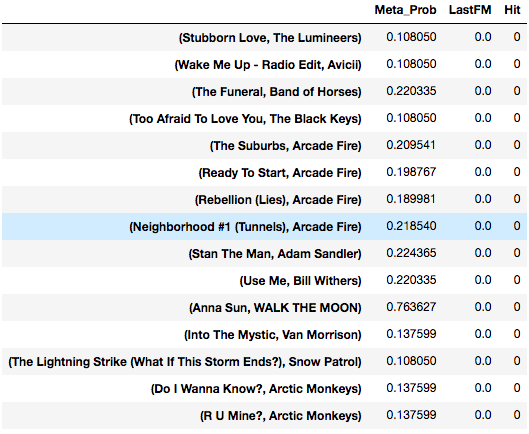 Meta_Prob LastFM Hit
(Stubborn Love, The Lumineers) 0.108050 0.0 0
(Wake Me Up - Radio Edit, Avicii) 0.108050 0.0 0
(The Funeral, Band of Horses) 0.220335 0.0 0
(Too Afraid To Love You, The Black Keys) 0.108050 0.0 0
(The Suburbs, Arcade Fire) 0.209541 0.0 0
(Ready To Start, Arcade Fire) 0.198767 0.0 0
(Rebellion (Lies), Arcade Fire) 0.189981 0.0 0
(Neighborhood #1 (Tunnels), Arcade Fire) 0.218540 0.0 0
(Stan The Man, Adam Sandler) 0.224365 0.0 0
(Use Me, Bill Withers) 0.220335 0.0 0
(Anna Sun, WALK THE MOON) 0.763627 0.0 0
(Into The Mystic, Van Morrison) 0.137599 0.0 0
(The Lightning Strike (What If This Storm Ends?), Snow Patrol) 0.108050 0.0 0
(Do I Wanna Know?, Arctic Monkeys) 0.137599 0.0 0
(R U Mine?, Arctic Monkeys) 0.137599 0.0 0